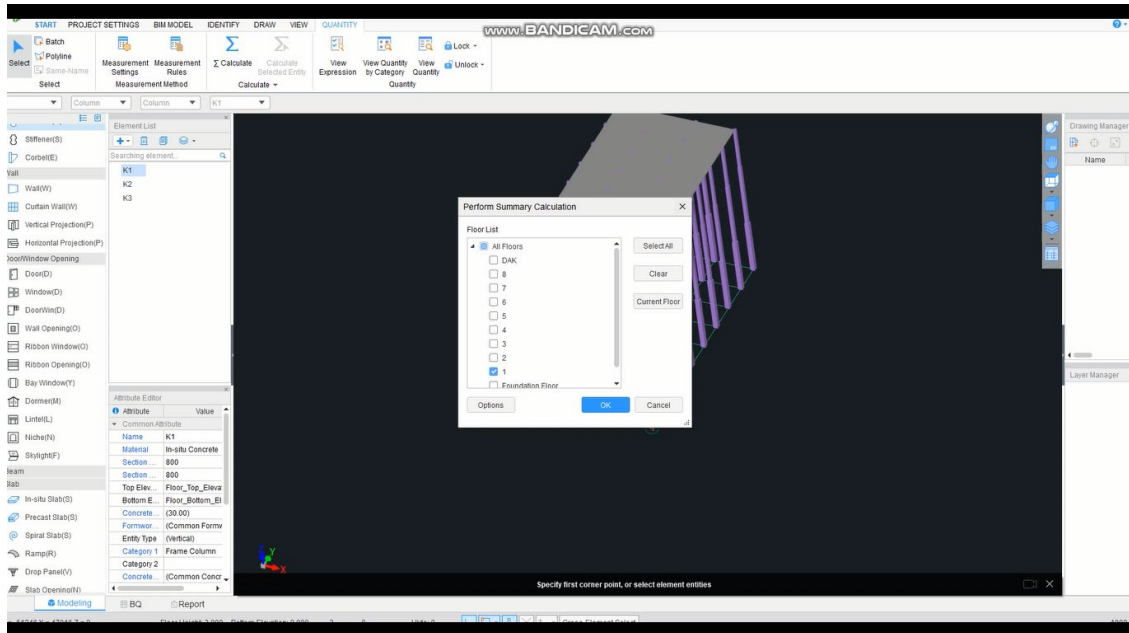 START PROJECT SETTINGS BIM MODEL IDENTIFY DRAW VIEW QUANTITY
www.BANDICAM.com
Select
Batch
Polyline
Same-Name
Select
Measurement Settings
Measurement Rules
Measurement Method
Calculate
Calculate Selected Entity
Calculate
View Expression
View Quantity by Category
View Quantity
Lock
Unlock
Quantity
Column
Column
K1
Stiffener(S)
Corbel(E)
Wall
Wall(W)
Curtain Wall(W)
Vertical Projection(P)
Horizontal Projection(P)
Door/Window Opening
Door(D)
Window(D)
DoorWin(D)
Wall Opening(O)
Ribbon Window(O)
Ribbon Opening(O)
Bay Window(Y)
Dormer(M)
Lintel(L)
Niche(N)
Skylight(F)
Beam
Slab
In-situ Slab(S)
Precast Slab(S)
Spiral Slab(S)
Ramp(R)
Drop Panel(V)
Slab Opening(N)
Element List
Searching element...
K1
K2
K3
Attribute Editor
Attribute Value
Common Attribute
Name K1
Material In-situ Concrete
Section ... 800
Section ... 800
Top Elev... Floor_Top_Eleva
Bottom E... Floor_Bottom_El
Concrete... (30.00)
Formwor... (Common Formw
Entity Type (Vertical)
Category 1 Frame Column
Category 2
Concrete... (Common Concr
Perform Summary Calculation
Floor List
All Floors
DAK
8
7
6
5
4
3
2
1
Foundation Floor
Select All
Clear
Current Floor
Options
OK
Cancel
Specify first corner point, or select element entities
Drawing Manager
Name
Layer Manager
Modeling BQ Report